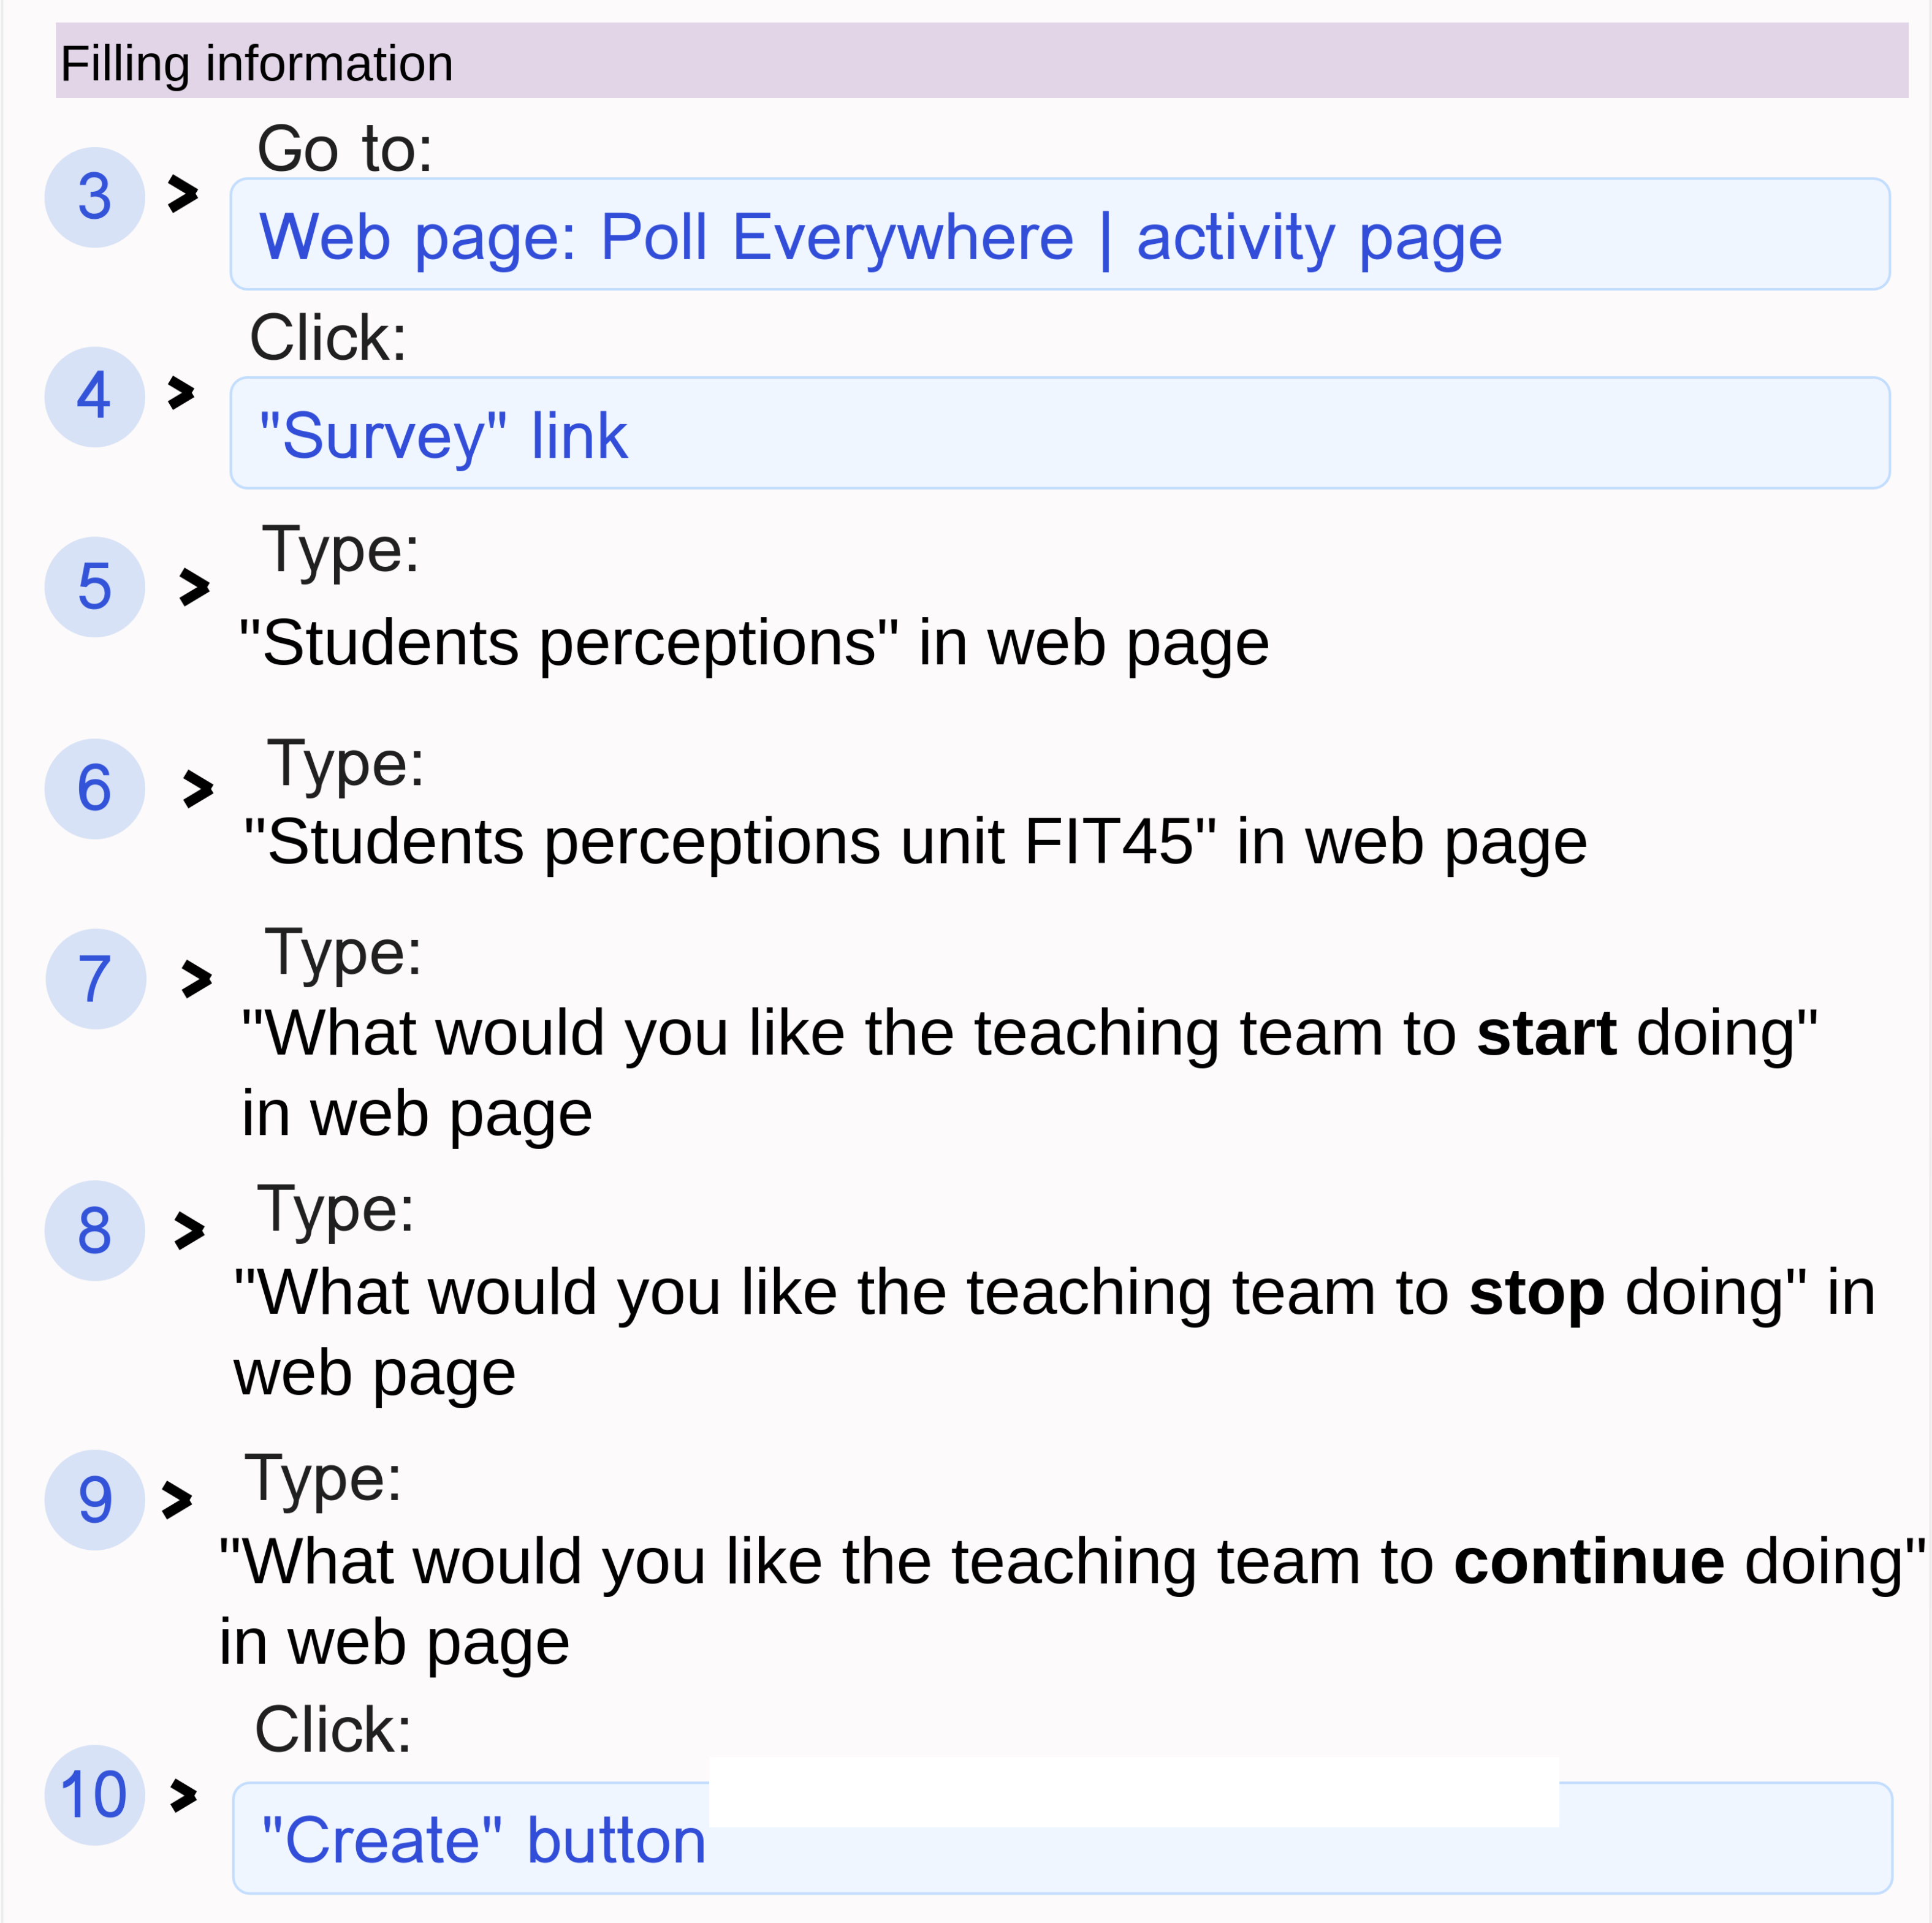 Filling information
Go to:
3 >
Web page: Poll Everywhere | activity page
Click:
4 >
"Survey" link
Type:
5 >
"Students perceptions" in web page
Type:
6 >
"Students perceptions unit FIT45" in web page
Type:
7 >
"What would you like the teaching team to start doing"
in web page
Type:
8 >
"What would you like the teaching team to stop doing" in
web page
Type:
9 >
"What would you like the teaching team to continue doing"
in web page
Click:
10 >
"Create" button